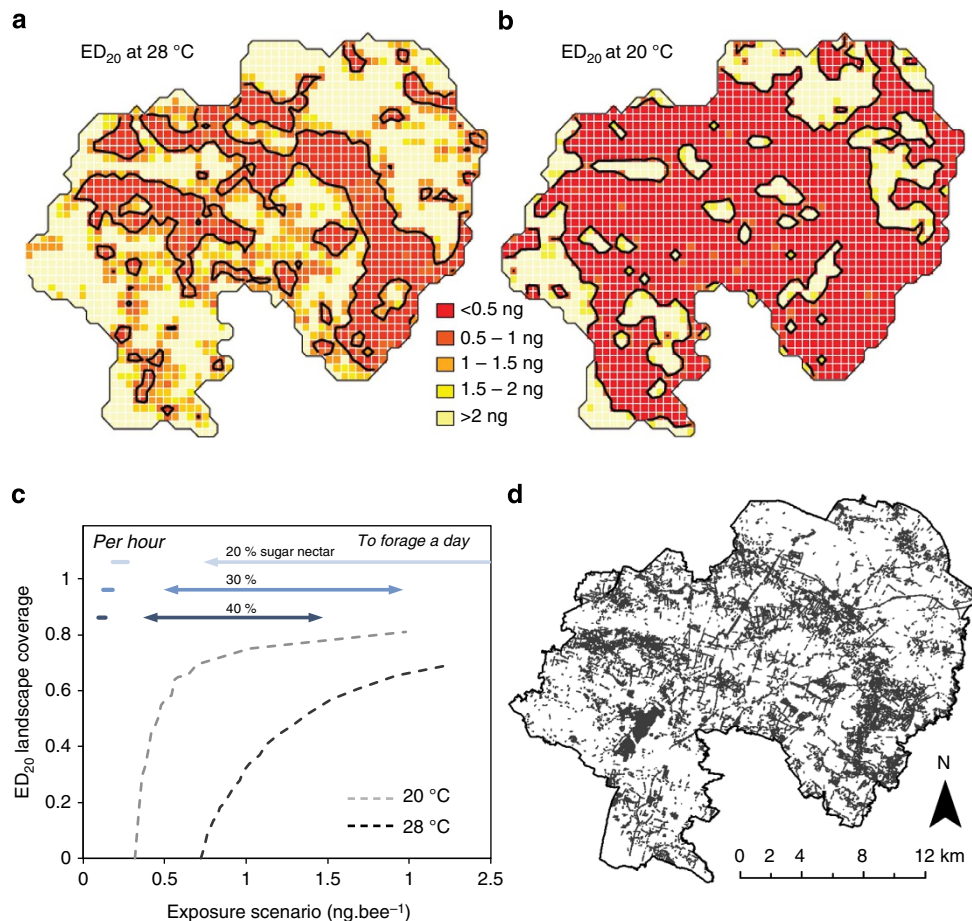 a
ED20 at 28 °C
b
ED20 at 20 °C
<0.5 ng
0.5 – 1 ng
1 – 1.5 ng
1.5 – 2 ng
>2 ng
c
Per hour
To forage a day
20 % sugar nectar
30 %
40 %
ED20 landscape coverage
1
0.8
0.6
0.4
0.2
0
20 °C
28 °C
0 0.5 1 1.5 1 2.5
Exposure scenario (ng.bee−1)
d
N
0 2 4 8 12 km